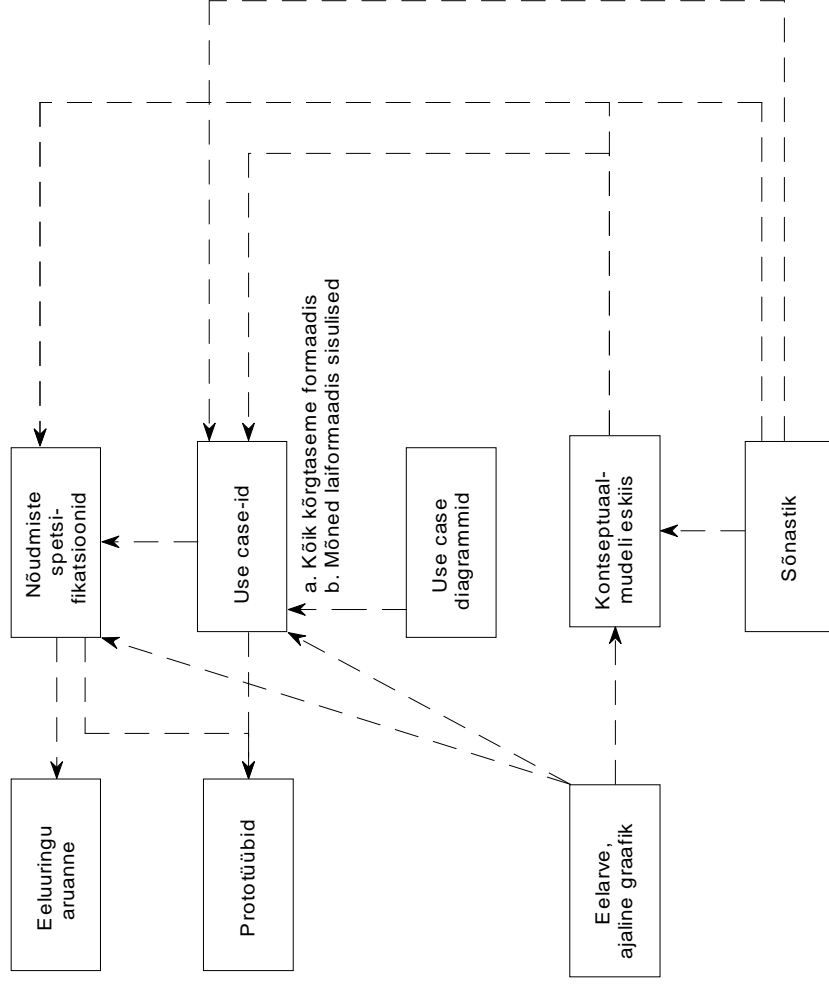 Eeluuringu
aruanne
Nõudmiste
spetsi-
fikatsioonid
Prototüübid
Use case-id
a. Kõik kõrgtaseme formaadis
b. Mõned laiformaadis sisulised
Use case
diagrammid
Eelarve,
ajaline graafik
Kontseptuaal-
mudeli eskiis
Sõnastik